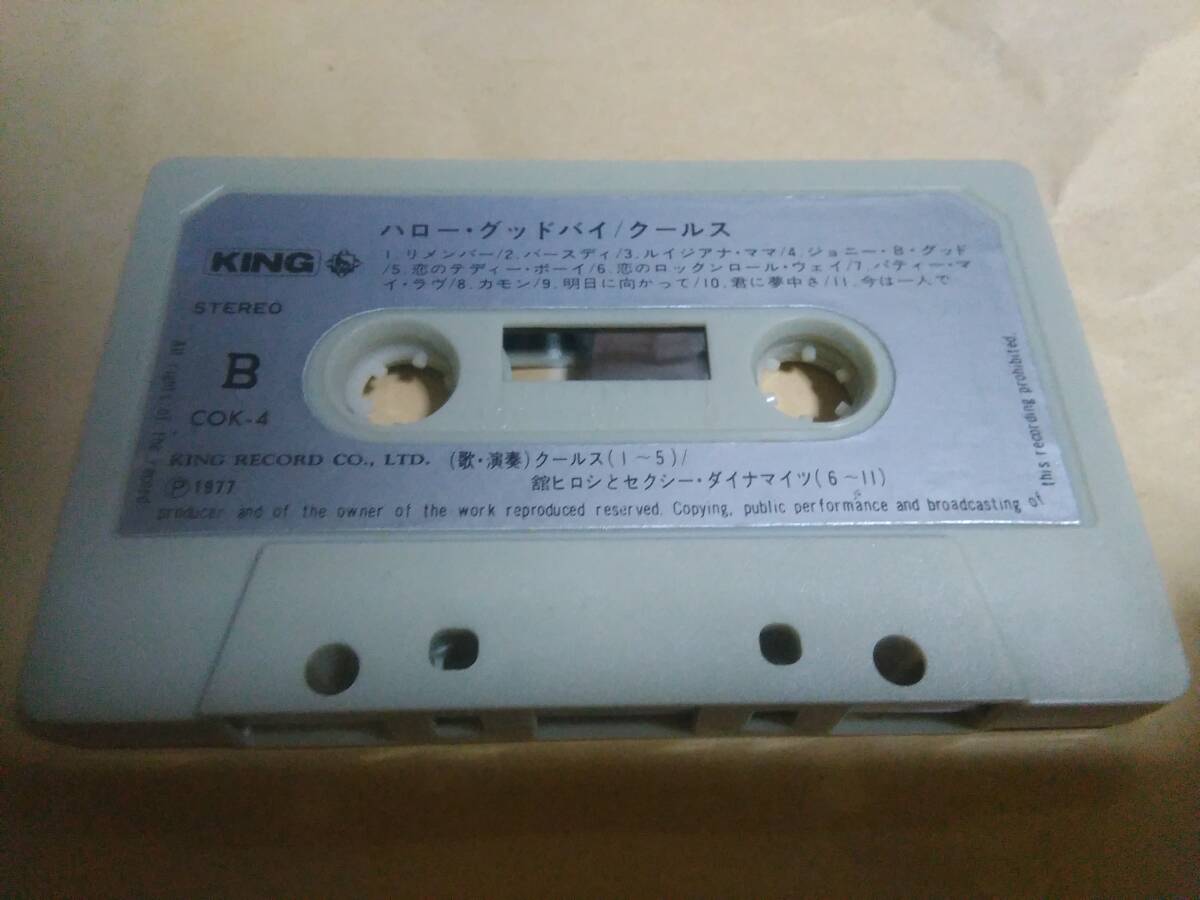 ハロー・グッドバイ/クールス
1. リメンバー/2. バースディ/3. ルイジアナ・ママ/4. ジョニー・B・グッド
/5. 恋のテディー・ボーイ/6. 恋のロックンロール・ウェイ/7. パティー・マ
イ・ラヴ/8. カモン/9. 明日に向かって/10. 君に夢中さ/11. 今は一人で
KING
STEREO
B
COK-4
KING RECORD CO., LTD. (歌・演奏)クールス(1〜5)/
舘ヒロシとセクシー・ダイナマイツ(6〜11)
Ⓟ1977
All rights of the record
producer and of the owner of the work reproduced reserved. Copying, public performance and broadcasting
of this recording prohibited.